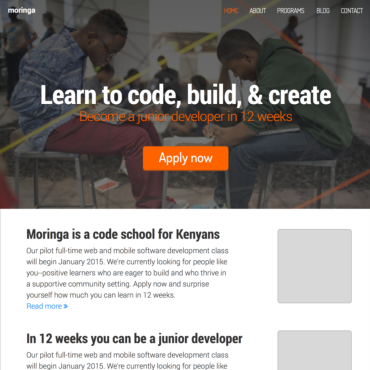 moringa
HOME ABOUT PROGRAMS BLOG CONTACT
Learn to code, build, & create
Become a junior developer in 12 weeks
Apply now
Moringa is a code school for Kenyans
Our pilot full-time web and mobile software development class
will begin January 2015. We're currently looking for people like
you--positive learners who are eager to build and who thrive in
a supportive community setting. Apply now and surprise
yourself how much you can learn in 12 weeks.
Read more »
In 12 weeks you can be a junior developer
Our pilot full-time web and mobile software development class
will begin January 2015. We're currently looking for people like